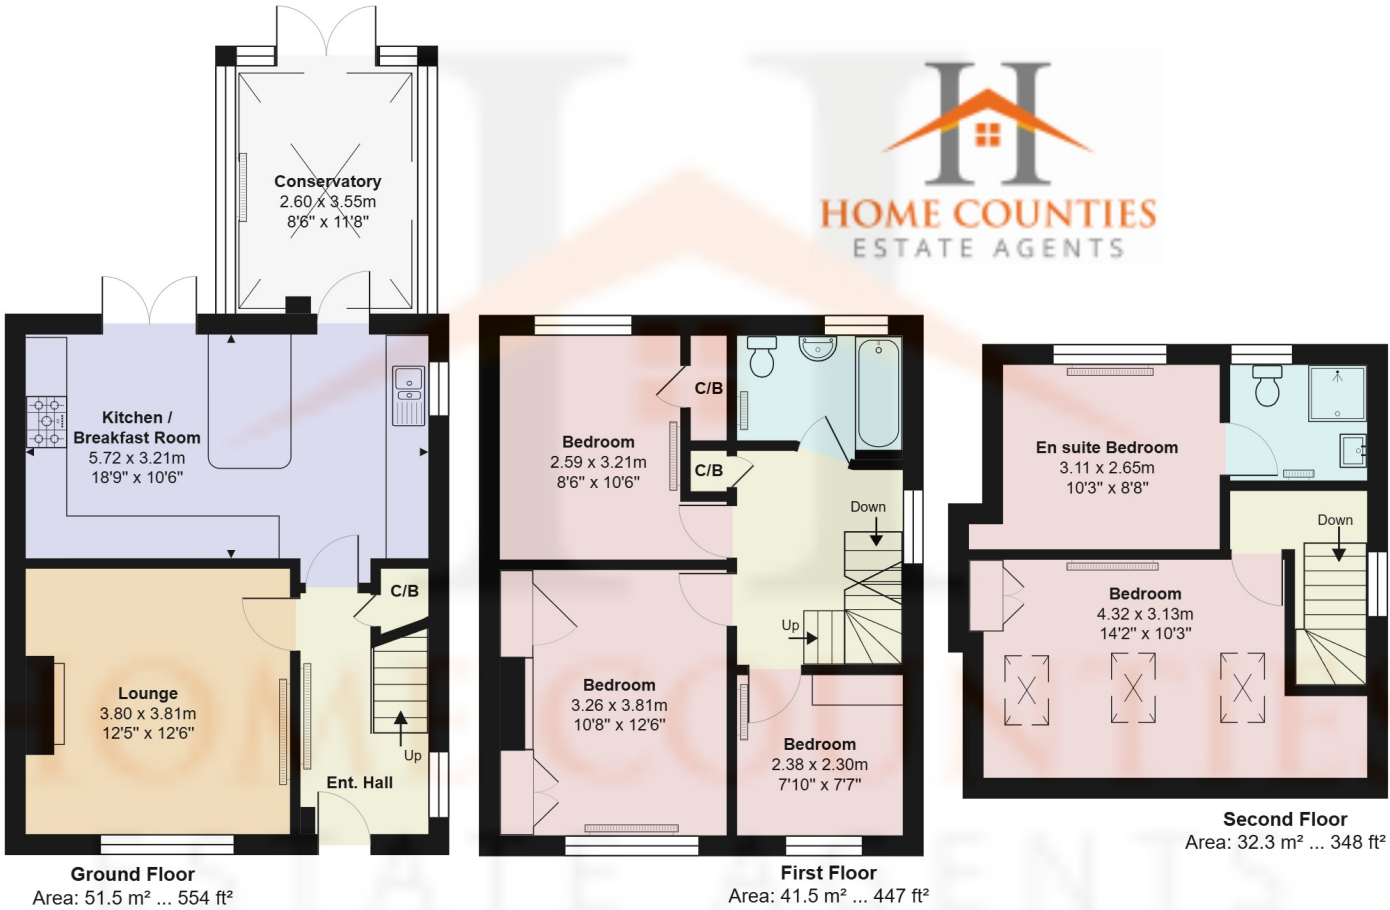 HOME COUNTIES
ESTATE AGENTS
Conservatory
2.60 x 3.55m
8'6" x 11'8"
Kitchen /
Breakfast Room
5.72 x 3.21m
18'9" x 10'6"
C/B
Lounge
3.80 x 3.81m
12'5" x 12'6"
Up
Ent. Hall
Ground Floor
Area: 51.5 m² ... 554 ft²
C/B
Bedroom
2.59 x 3.21m
8'6" x 10'6"
C/B
Down
Up
Bedroom
3.26 x 3.81m
10'8" x 12'6"
Bedroom
2.38 x 2.30m
7'10" x 7'7"
First Floor
Area: 41.5 m² ... 447 ft²
En suite Bedroom
3.11 x 2.65m
10'3" x 8'8"
Down
Bedroom
4.32 x 3.13m
14'2" x 10'3"
Second Floor
Area: 32.3 m² ... 348 ft²
HOME COUNTIES
ESTATE AGENTS